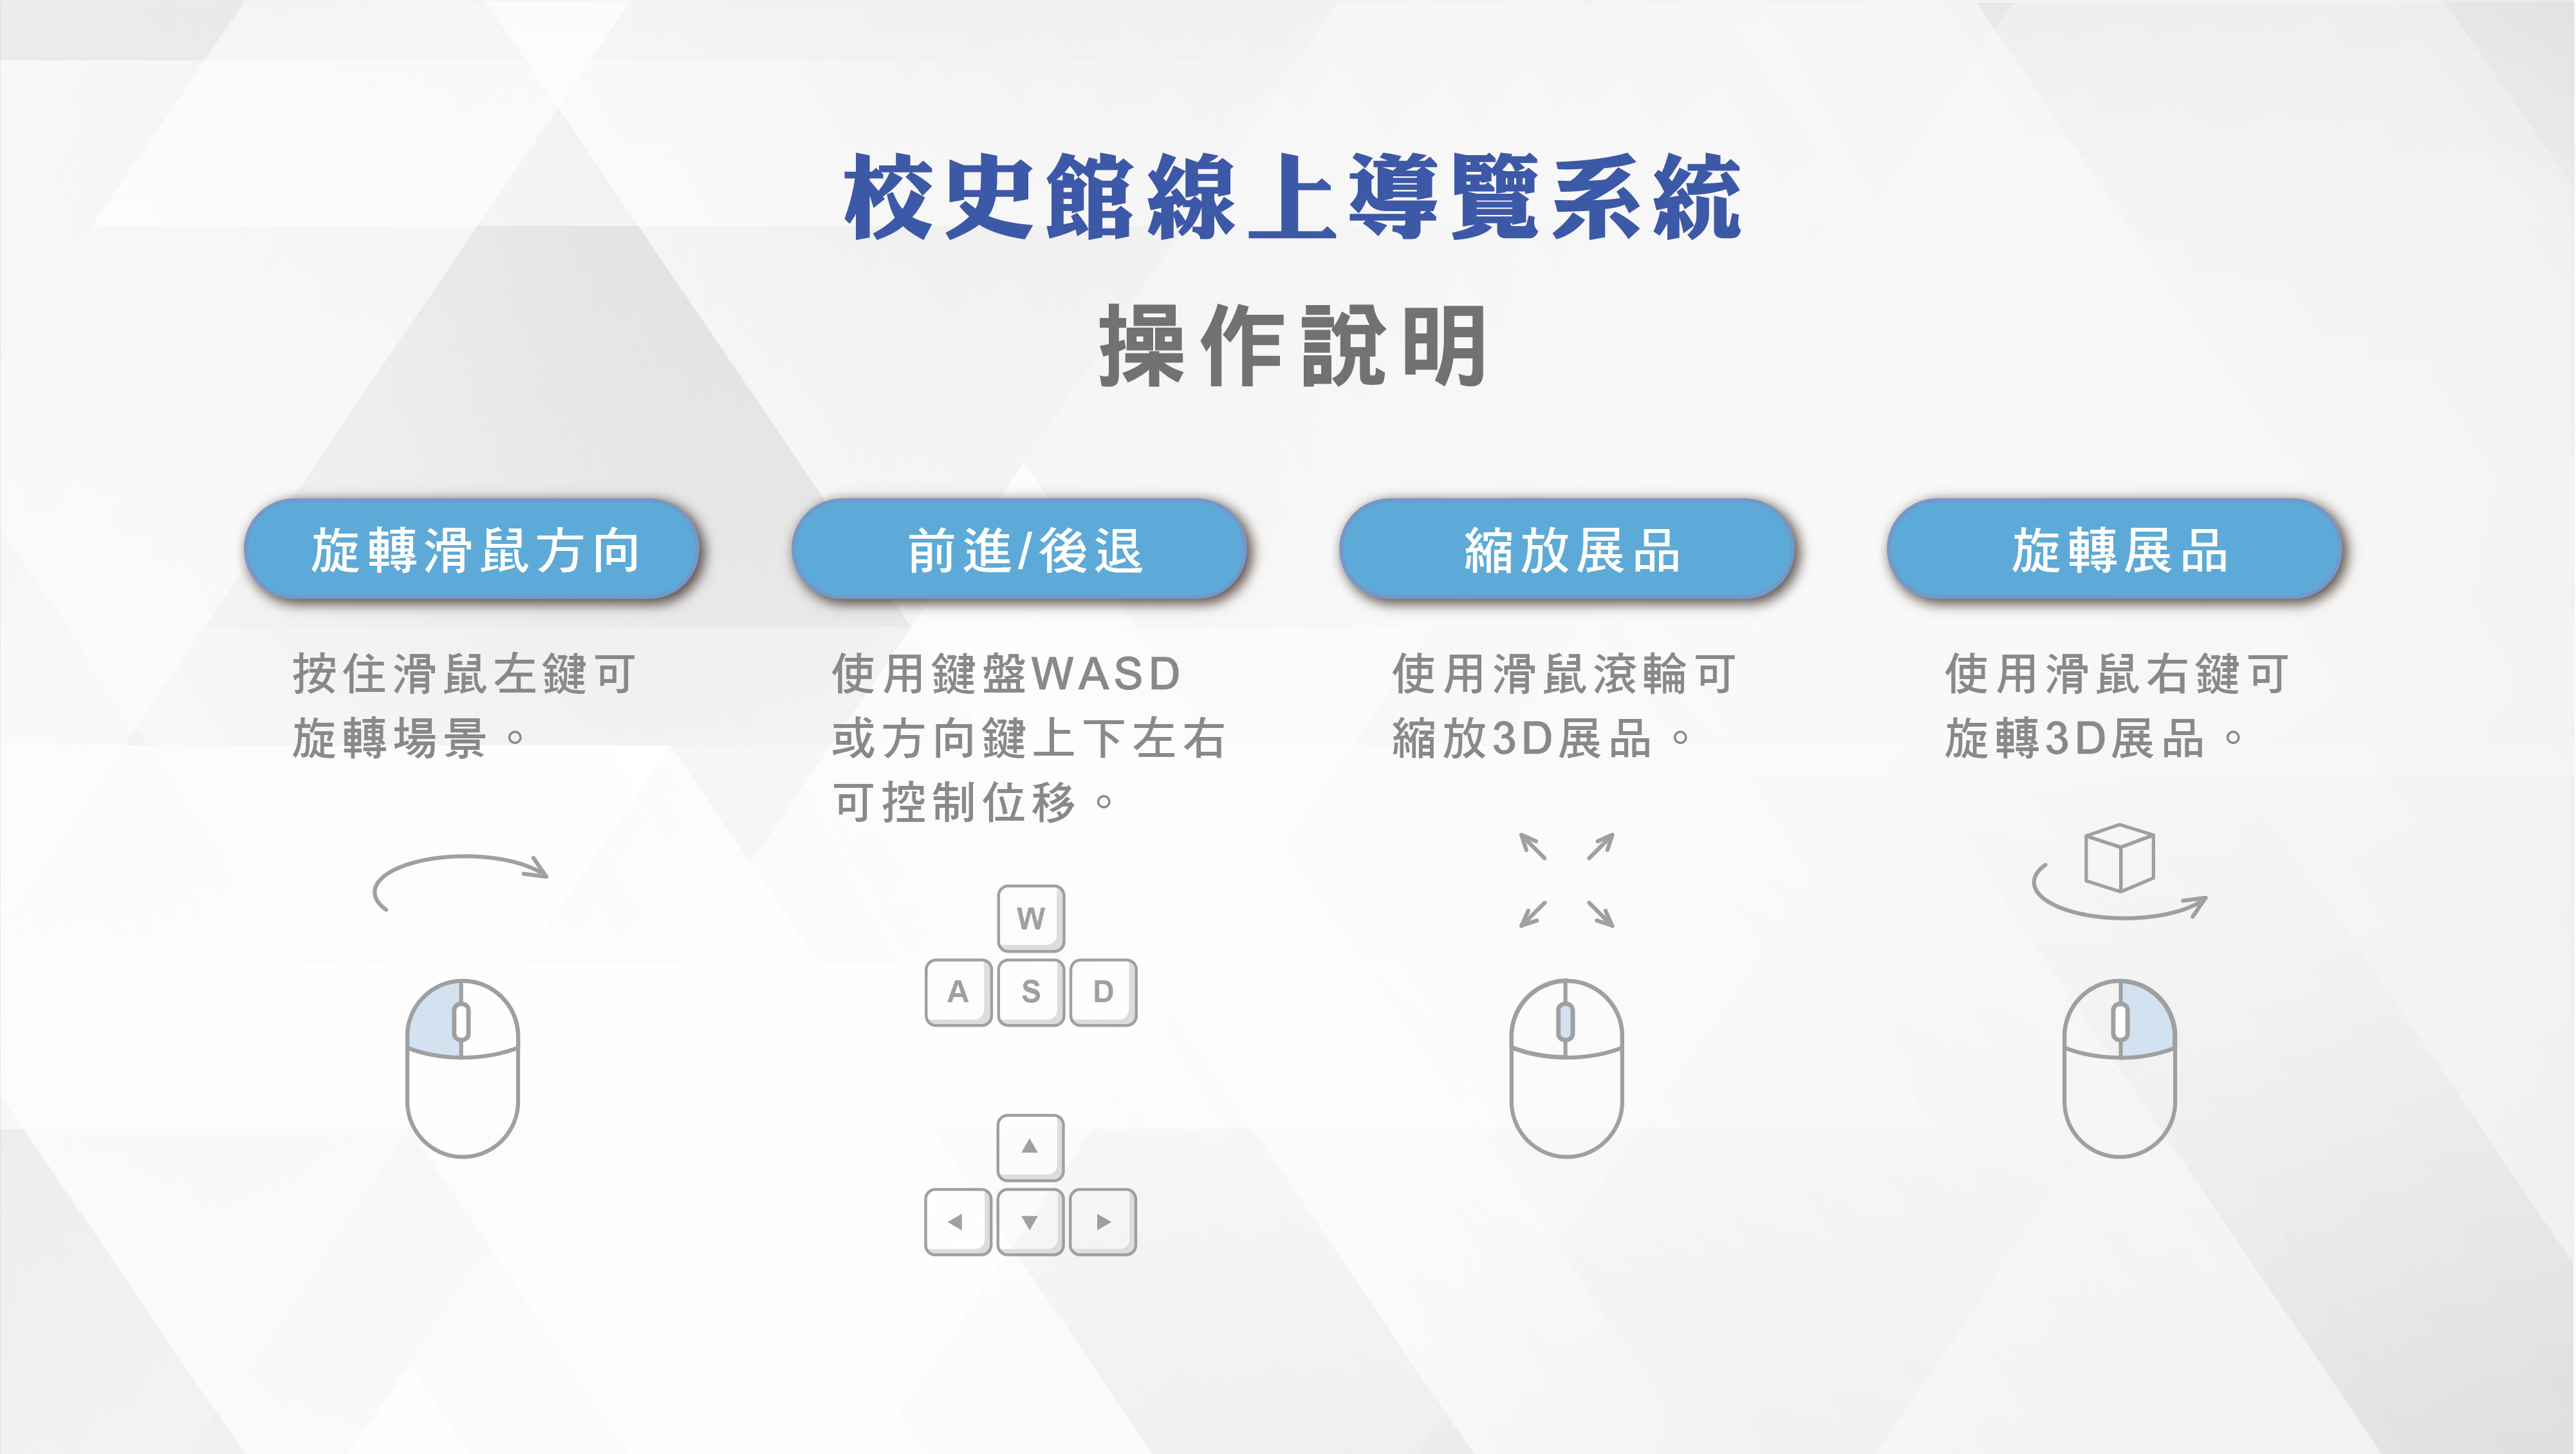 校史館線上導覽系統
操作說明
旋轉滑鼠方向
按住滑鼠左鍵可
旋轉場景。
前進/後退
使用鍵盤WASD
或方向鍵上下左右
可控制位移。
W
A S D
縮放展品
使用滑鼠滾輪可
縮放3D展品。
旋轉展品
使用滑鼠右鍵可
旋轉3D展品。